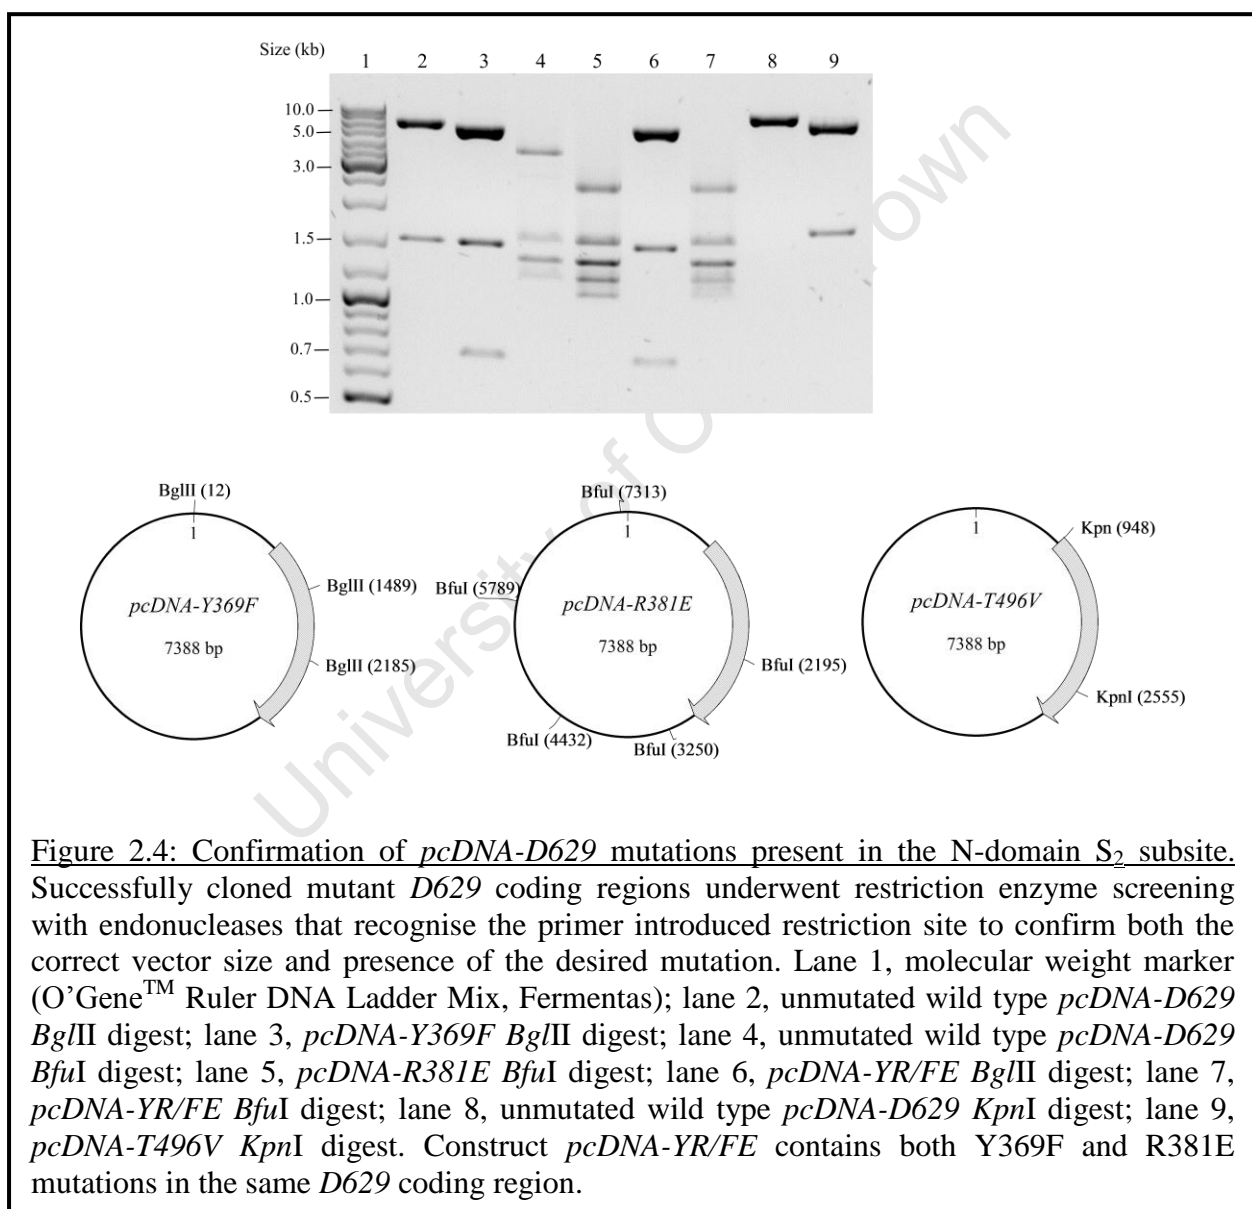 Size (kb)
1 2 3 4 5 6 7 8 9
10.0
5.0
3.0
1.5
1.0
0.7
0.5
University of C own
BglII (12)
1
BglII (1489)
pcDNA-Y369F
7388 bp
BglII (2185)
BfuI (7313)
1
BfuI (5789)
pcDNA-R381E
7388 bp
BfuI (2195)
BfuI (4432)
BfuI (3250)
1
Kpn (948)
pcDNA-T496V
7388 bp
KpnI (2555)
Figure 2.4: Confirmation of pcDNA-D629 mutations present in the N-domain S₂ subsite.
Successfully cloned mutant D629 coding regions underwent restriction enzyme screening
with endonucleases that recognise the primer introduced restriction site to confirm both the
correct vector size and presence of the desired mutation. Lane 1, molecular weight marker
(O’Gene™ Ruler DNA Ladder Mix, Fermentas); lane 2, unmutated wild type pcDNA-D629
BglII digest; lane 3, pcDNA-Y369F BglII digest; lane 4, unmutated wild type pcDNA-D629
BfuI digest; lane 5, pcDNA-R381E BfuI digest; lane 6, pcDNA-YR/FE BglII digest; lane 7,
pcDNA-YR/FE BfuI digest; lane 8, unmutated wild type pcDNA-D629 KpnI digest; lane 9,
pcDNA-T496V KpnI digest. Construct pcDNA-YR/FE contains both Y369F and R381E
mutations in the same D629 coding region.